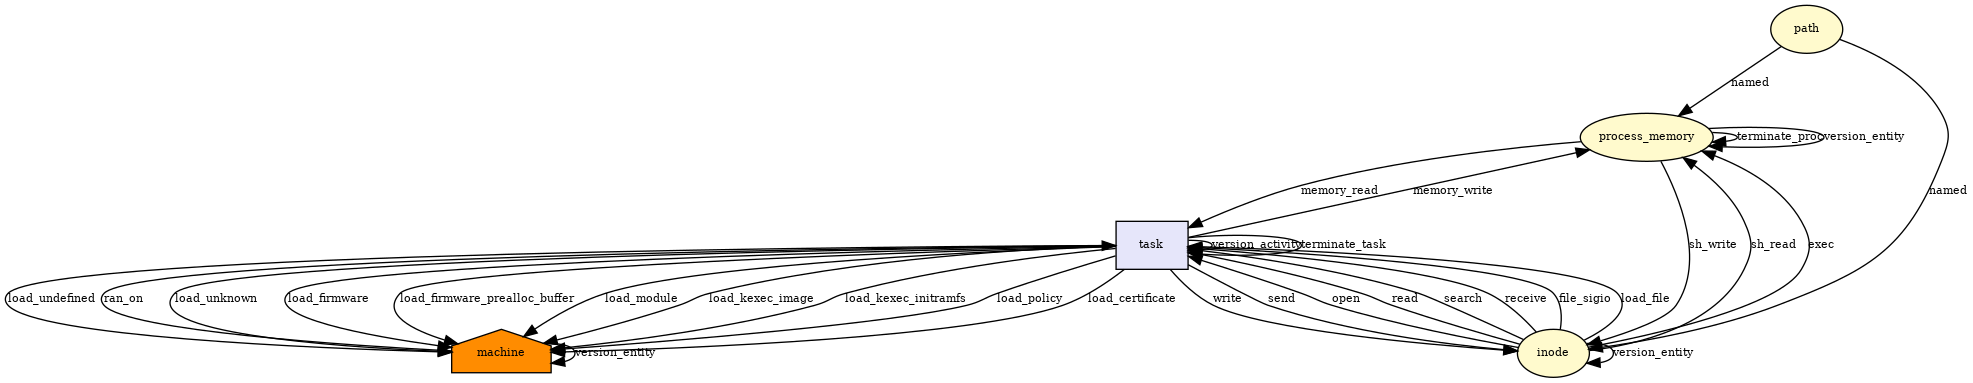 path
named
process_memory
terminate_proc
version_entity
memory_read
memory_write
named
task
version_activity
terminate_task
sh_write
sh_read
exec
load_undefined
ran_on
load_unknown
load_firmware
load_firmware_prealloc_buffer
load_module
load_kexec_image
load_kexec_initramfs
load_policy
load_certificate
write
send
open
read
search
receive
file_sigio
load_file
machine
version_entity
inode
version_entity